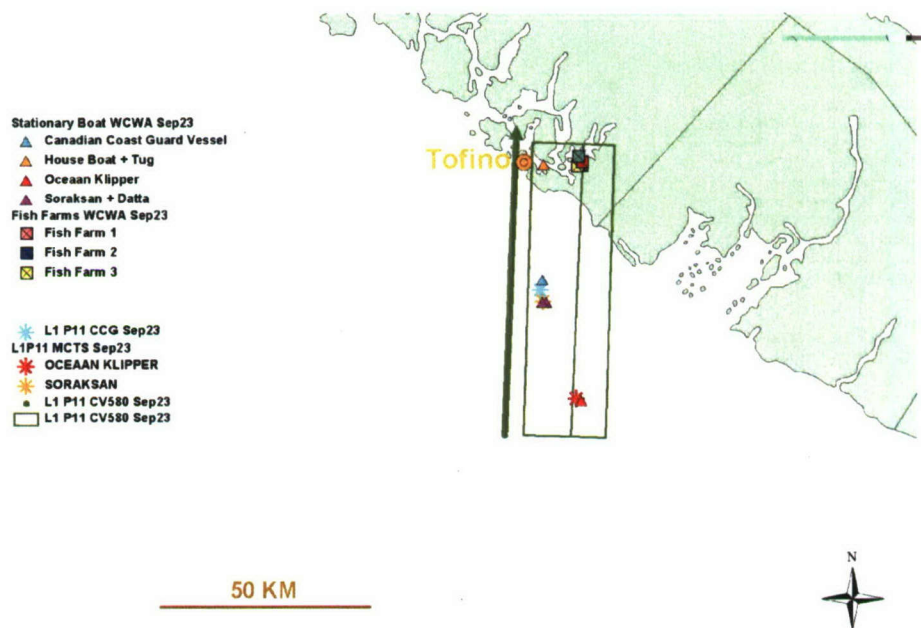 Stationary Boat WCWA Sep23
Canadian Coast Guard Vessel
House Boat + Tug
Oceaan Klipper
Soraksan + Datta
Fish Farms WCWA Sep23
Fish Farm 1
Fish Farm 2
Fish Farm 3
L1 P11 CCG Sep23
L1P11 MCTS Sep23
OCEAAN KLIPPER
SORAKSAN
L1 P11 CV580 Sep23
L1 P11 CV580 Sep23
Tofino
50 KM
N